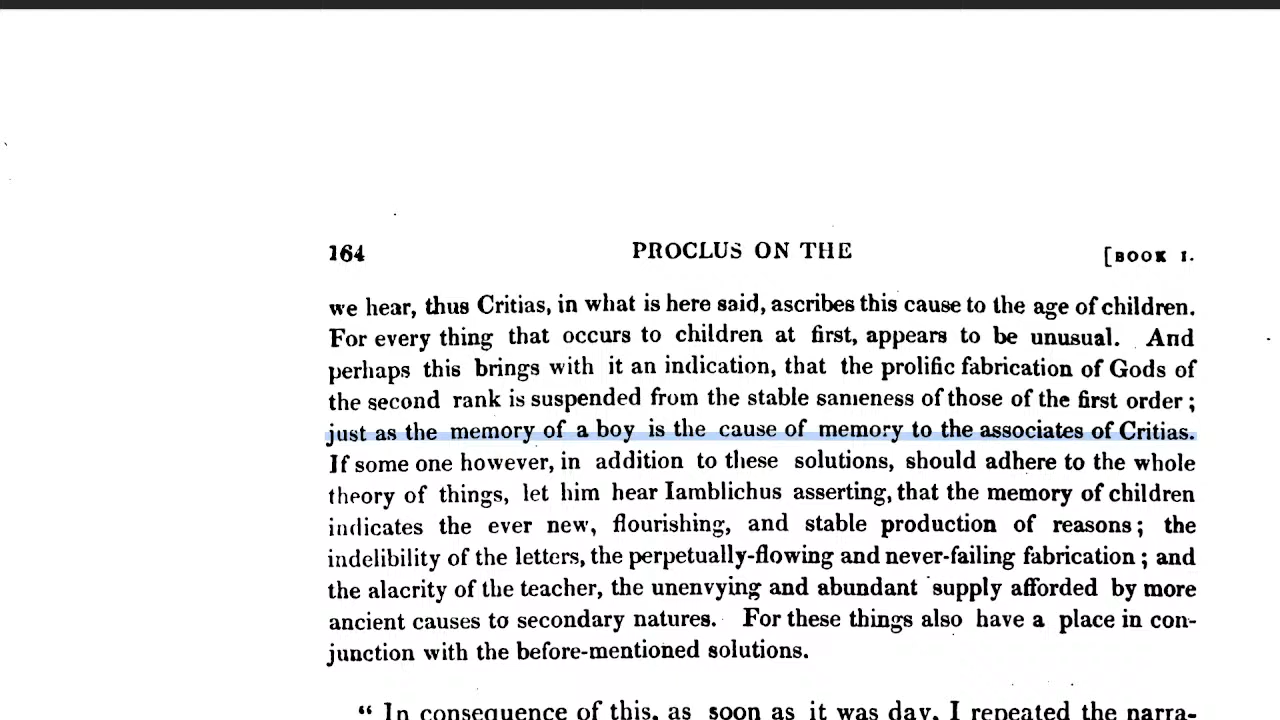 164 PROCLUS ON THE [BOOK I.
we hear, thus Critias, in what is here said, ascribes this cause to the age of children.
For every thing that occurs to children at first, appears to be unusual. And
perhaps this brings with it an indication, that the prolific fabrication of Gods of
the second rank is suspended from the stable sameness of those of the first order;
just as the memory of a boy is the cause of memory to the associates of Critias.
If some one however, in addition to these solutions, should adhere to the whole
theory of things, let him hear Iamblichus asserting, that the memory of children
indicates the ever new, flourishing, and stable production of reasons; the
indelibility of the letters, the perpetually-flowing and never-failing fabrication; and
the alacrity of the teacher, the unenvying and abundant supply afforded by more
ancient causes to secondary natures. For these things also have a place in con-
junction with the before-mentioned solutions.
“ In consequence of this, as soon as it was day, I repeated the narra-